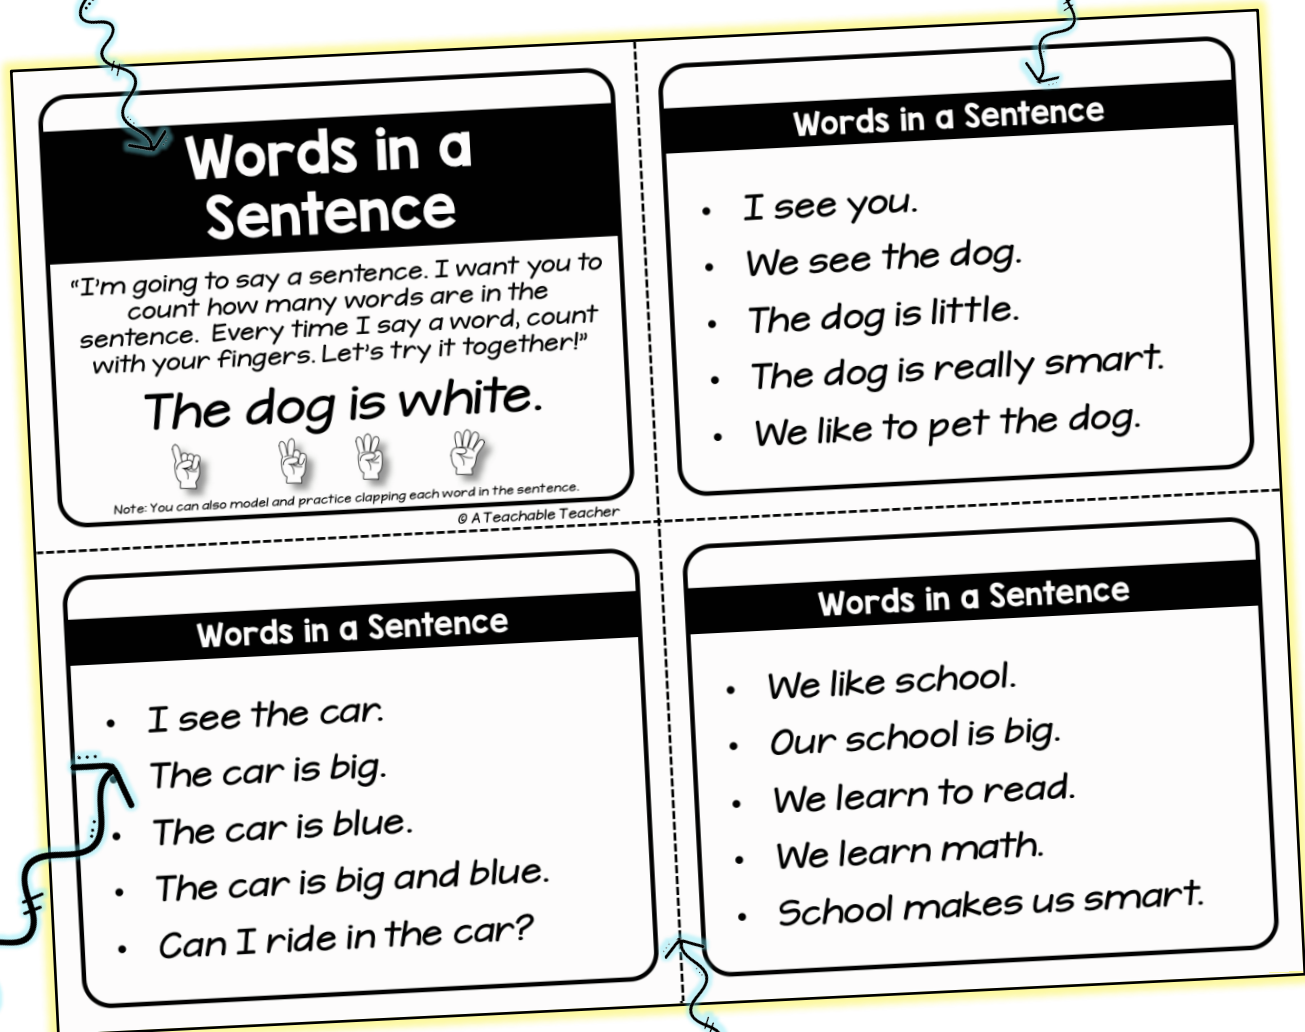 Words in a
Sentence
“I'm going to say a sentence. I want you to
count how many words are in the
sentence. Every time I say a word, count
with your fingers. Let's try it together!”
The dog is white.
Note: You can also model and practice clapping each word in the sentence.
© A Teachable Teacher
Words in a Sentence
• I see you.
• We see the dog.
• The dog is little.
• The dog is really smart.
• We like to pet the dog.
Words in a Sentence
• I see the car.
• The car is big.
• The car is blue.
• The car is big and blue.
• Can I ride in the car?
Words in a Sentence
• We like school.
• Our school is big.
• We learn to read.
• We learn math.
• School makes us smart.